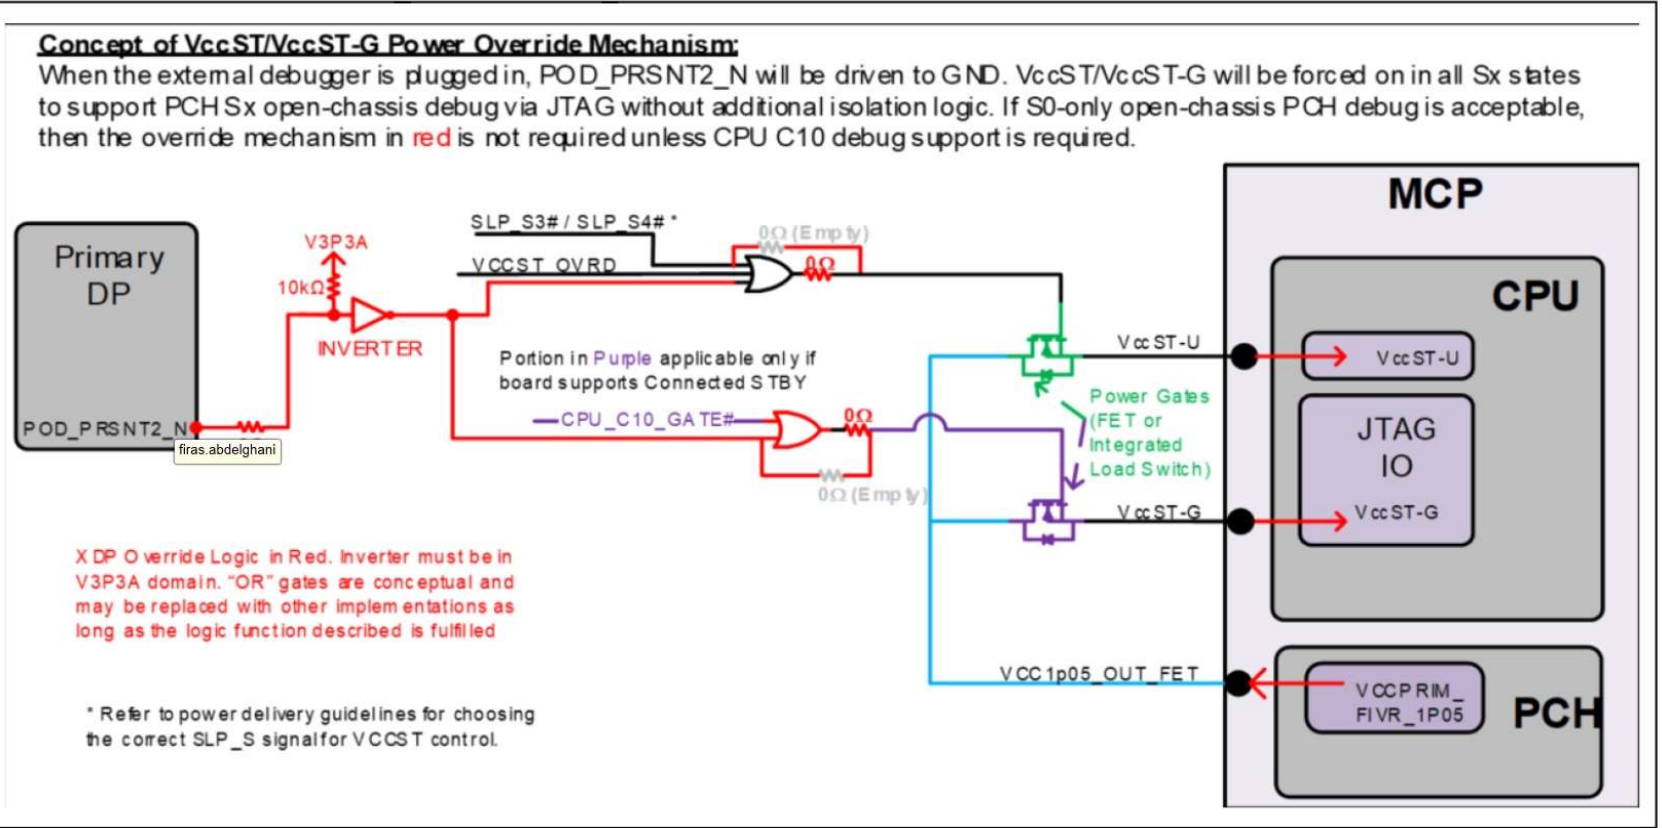 Concept of VccST/VccST-G Power Override Mechanism:
When the external debugger is plugged in, POD_PRSNT2_N will be driven to GND. VccST/VccST-G will be forced on in all Sx states
to support PCH Sx open-chassis debug via JTAG without additional isolation logic. If S0-only open-chassis PCH debug is acceptable,
then the override mechanism in red is not required unless CPU C10 debug support is required.
MCP
SLP_S3# / SLP_S4# *
0Ω (Empty)
Primary
DP
V3P3A
VCCST_OVRD
0Ω
10kΩ
CPU
INVERTER
VccST-U
VccST-U
Portion in Purple applicable only if
board supports Connected STBY
Power Gates
(FET or
Integrated
Load Switch)
CPU_C10_GATE#
0Ω
POD_PRSNT2_N
firas.abdelghani
JTAG
IO
0Ω (Empty)
VccST-G
VccST-G
XDP Override Logic in Red. Inverter must be in
V3P3A domain. “OR” gates are conceptual and
may be replaced with other implementations as
long as the logic function described is fulfilled
VCC1p05_OUT_FET
VCCPRIM_
FIVR_1P05
PCH
* Refer to power delivery guidelines for choosing
the correct SLP_S signal for VCCST control.